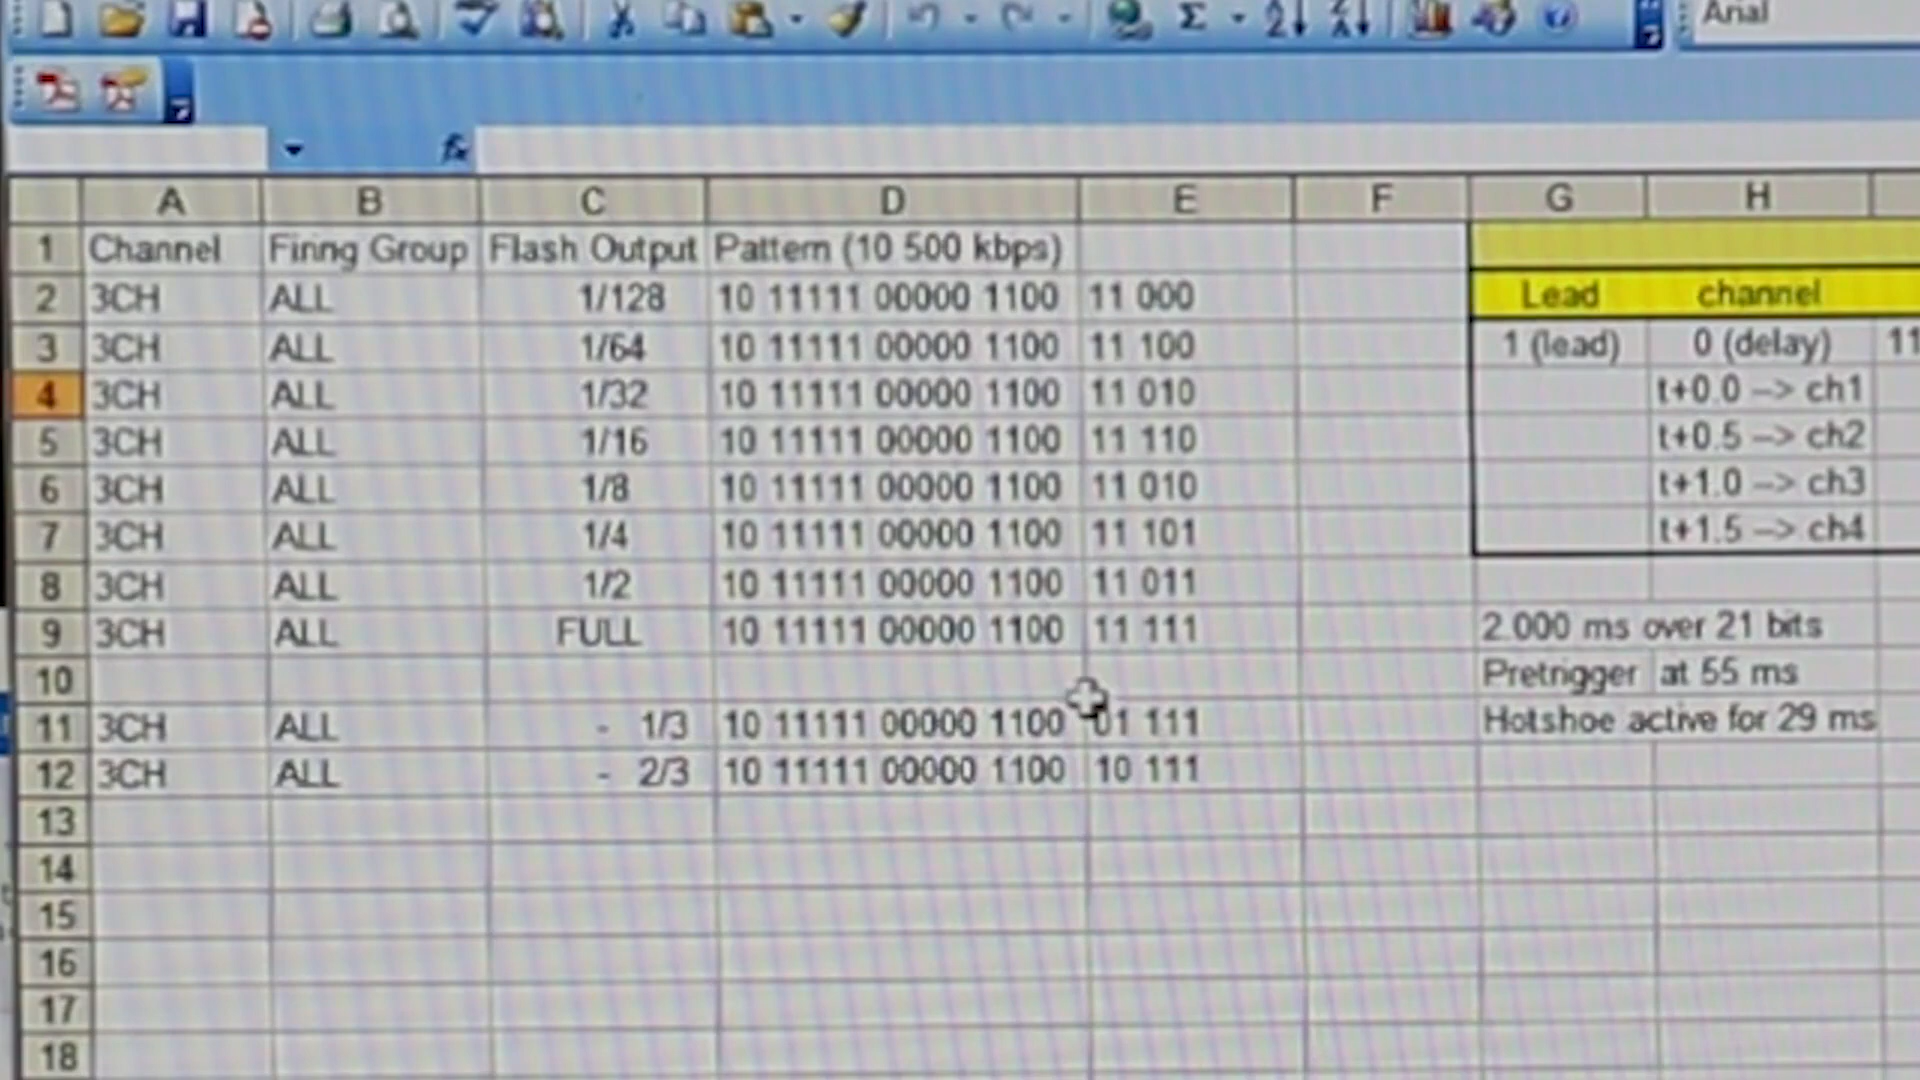 Arial
A B C D E F G H
1 Channel Firing Group Flash Output Pattern (10 500 kbps)
2 3CH ALL 1/128 10 11111 00000 1100 11 000 Lead channel
3 3CH ALL 1/64 10 11111 00000 1100 11 100 1 (lead) 0 (delay) 11
4 3CH ALL 1/32 10 11111 00000 1100 11 010 t+0.0 --> ch1
5 3CH ALL 1/16 10 11111 00000 1100 11 110 t+0.5 --> ch2
6 3CH ALL 1/8 10 11111 00000 1100 11 010 t+1.0 --> ch3
7 3CH ALL 1/4 10 11111 00000 1100 11 101 t+1.5 --> ch4
8 3CH ALL 1/2 10 11111 00000 1100 11 011
9 3CH ALL FULL 10 11111 00000 1100 11 111 2.000 ms over 21 bits
10 Pretrigger at 55 ms
11 3CH ALL - 1/3 10 11111 00000 1100 01 111 Hotshoe active for 29 ms
12 3CH ALL - 2/3 10 11111 00000 1100 10 111
13
14
15
16
17
18